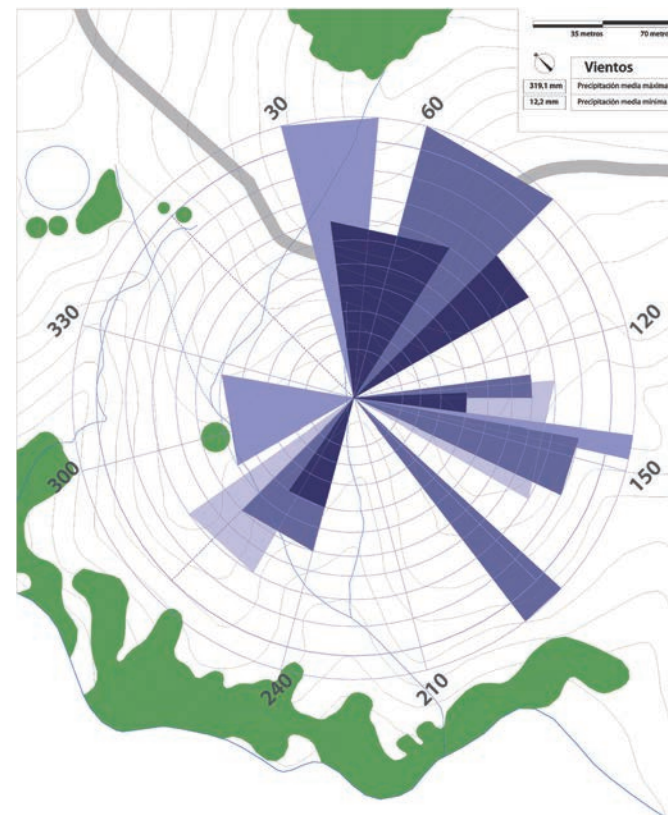 35 metros 70 metro
Vientos
319,1 mm Precipitación media máxima
12,2 mm Precipitación media mínima
30
60
120
150
210
240
300
330